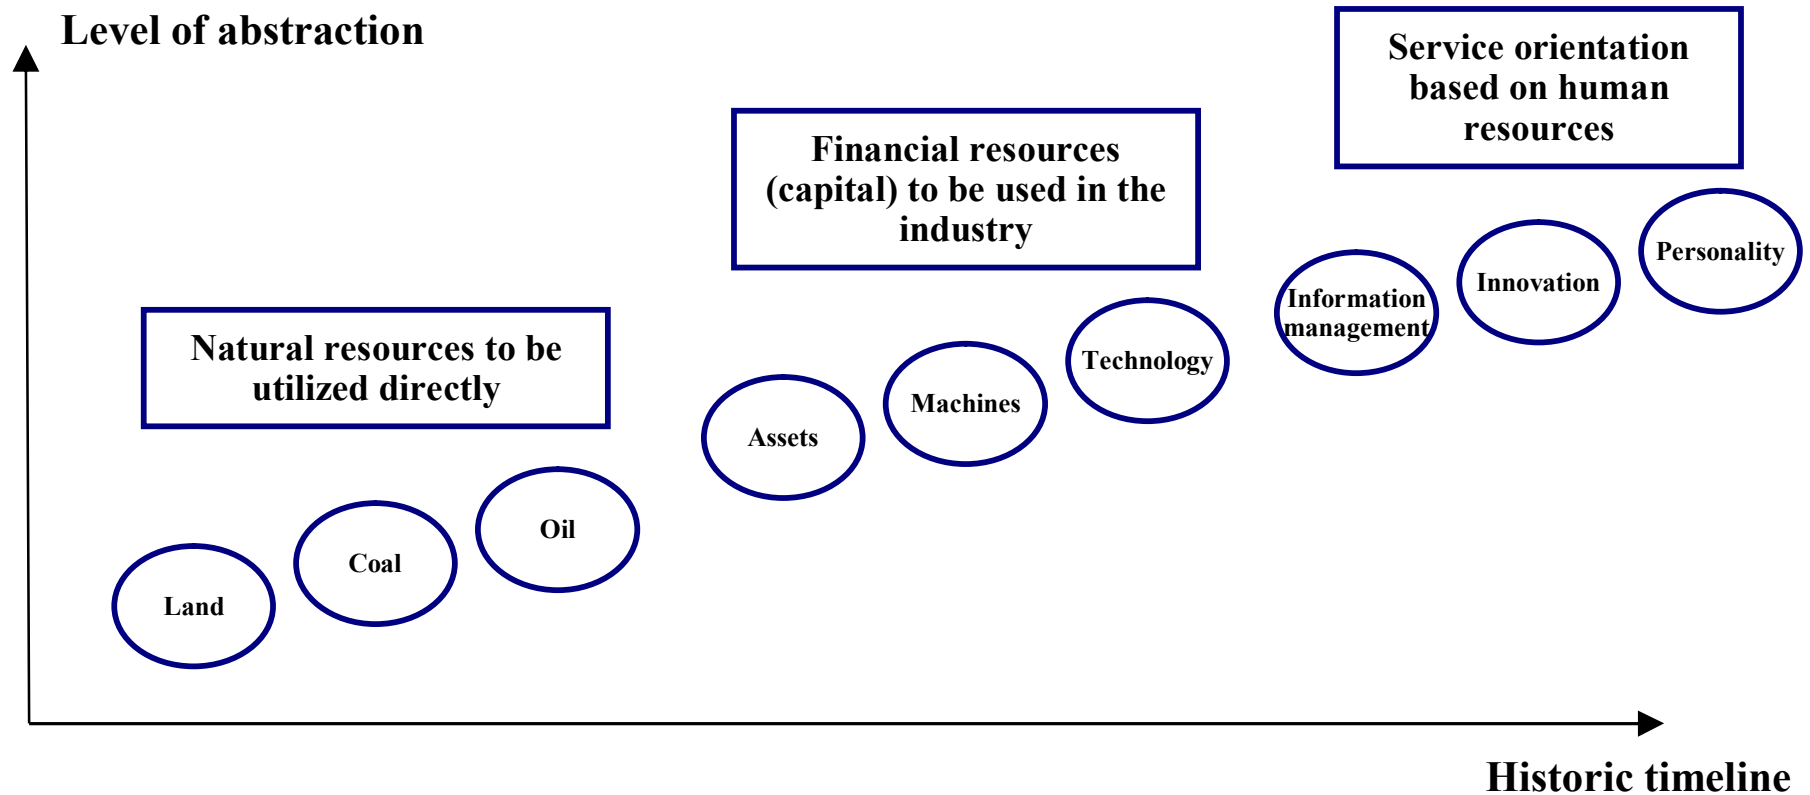 Level of abstraction
Service orientation
based on human
resources
Financial resources
(capital) to be used in the
industry
Natural resources to be
utilized directly
Land
Coal
Oil
Assets
Machines
Technology
Information
management
Innovation
Personality
Historic timeline